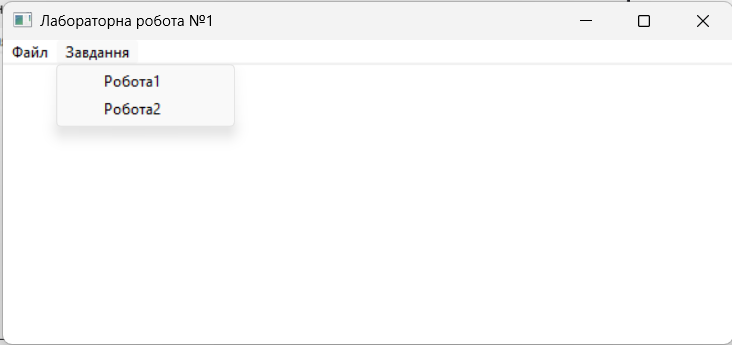 Лабораторна робота №1
Файл Завдання
Робота1
Робота2